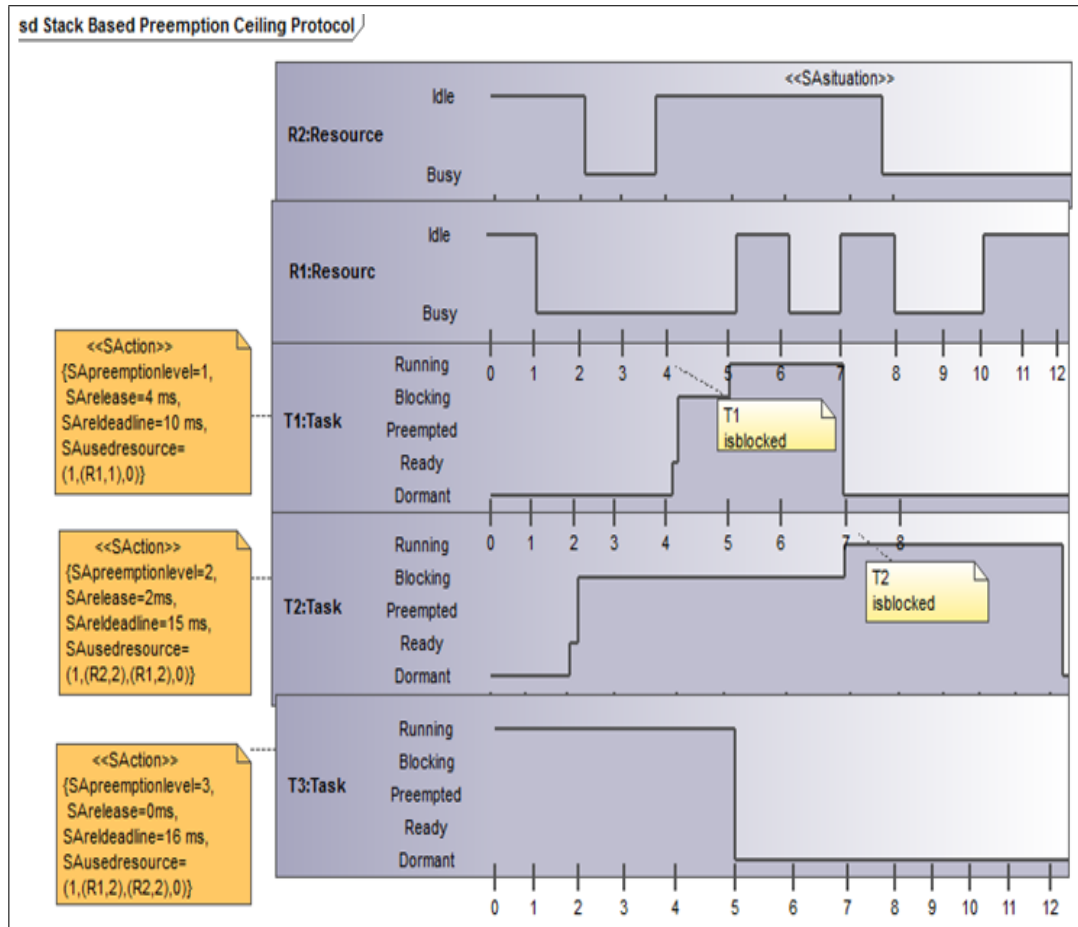 sd Stack Based Preemption Ceiling Protocol
<<SAsituation>>
R2:Resource
Idle
Busy
R1:Resourc
Idle
Busy
0 1 2 3 4 5 6 7 8 9 10 11 12
<<SAction>>
{SApreemptionlevel=1,
SArelease=4 ms,
SAreldeadline=10 ms,
SAusedresource=
(1,(R1,1),0)}
T1:Task
Running
Blocking
Preempted
Ready
Dormant
T1
isblocked
0 1 2 3 4 5 6 7 8
<<SAction>>
{SApreemptionlevel=2,
SArelease=2ms,
SAreldeadline=15 ms,
SAusedresource=
(1,(R2,2),(R1,2),0)}
T2:Task
Running
Blocking
Preempted
Ready
Dormant
T2
isblocked
<<SAction>>
{SApreemptionlevel=3,
SArelease=0ms,
SAreldeadline=16 ms,
SAusedresource=
(1,(R1,2),(R2,2),0)}
T3:Task
Running
Blocking
Preempted
Ready
Dormant
0 1 2 3 4 5 6 7 8 9 10 11 12